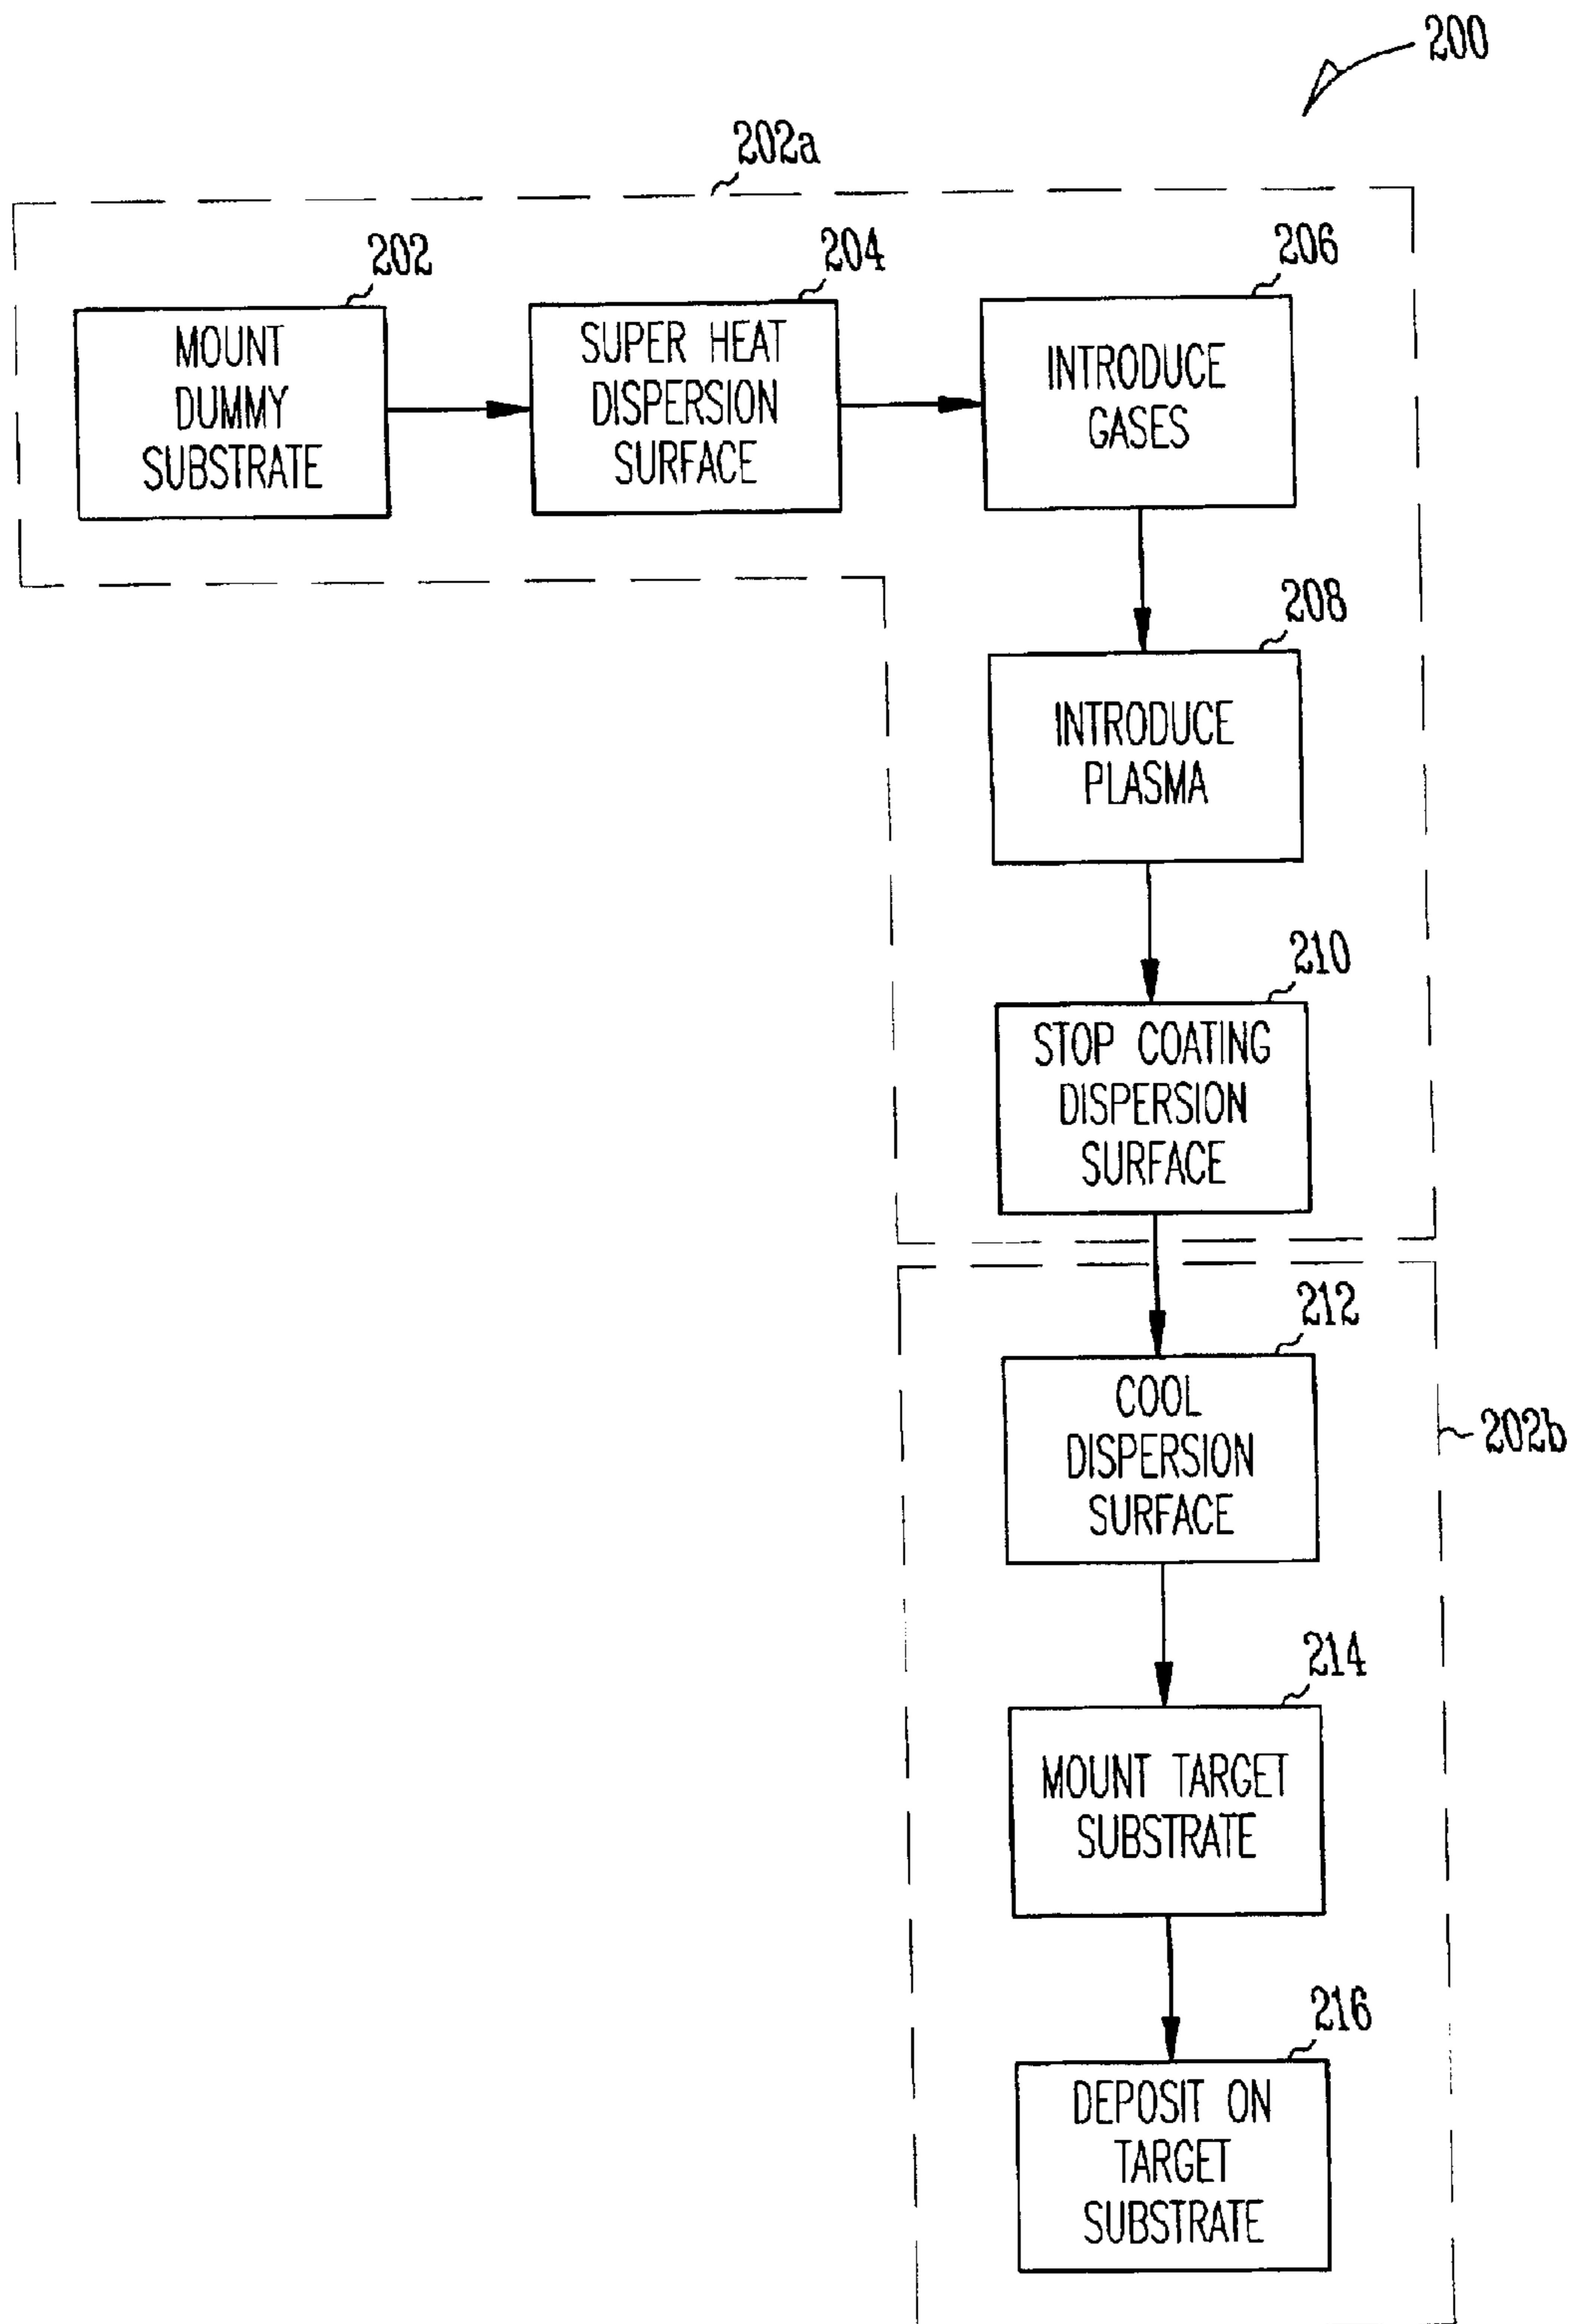 200
202a
202
MOUNT
DUMMY
SUBSTRATE
204
SUPER HEAT
DISPERSION
SURFACE
206
INTRODUCE
GASES
208
INTRODUCE
PLASMA
210
STOP COATING
DISPERSION
SURFACE
212
COOL
DISPERSION
SURFACE
202b
214
MOUNT TARGET
SUBSTRATE
216
DEPOSIT ON
TARGET
SUBSTRATE